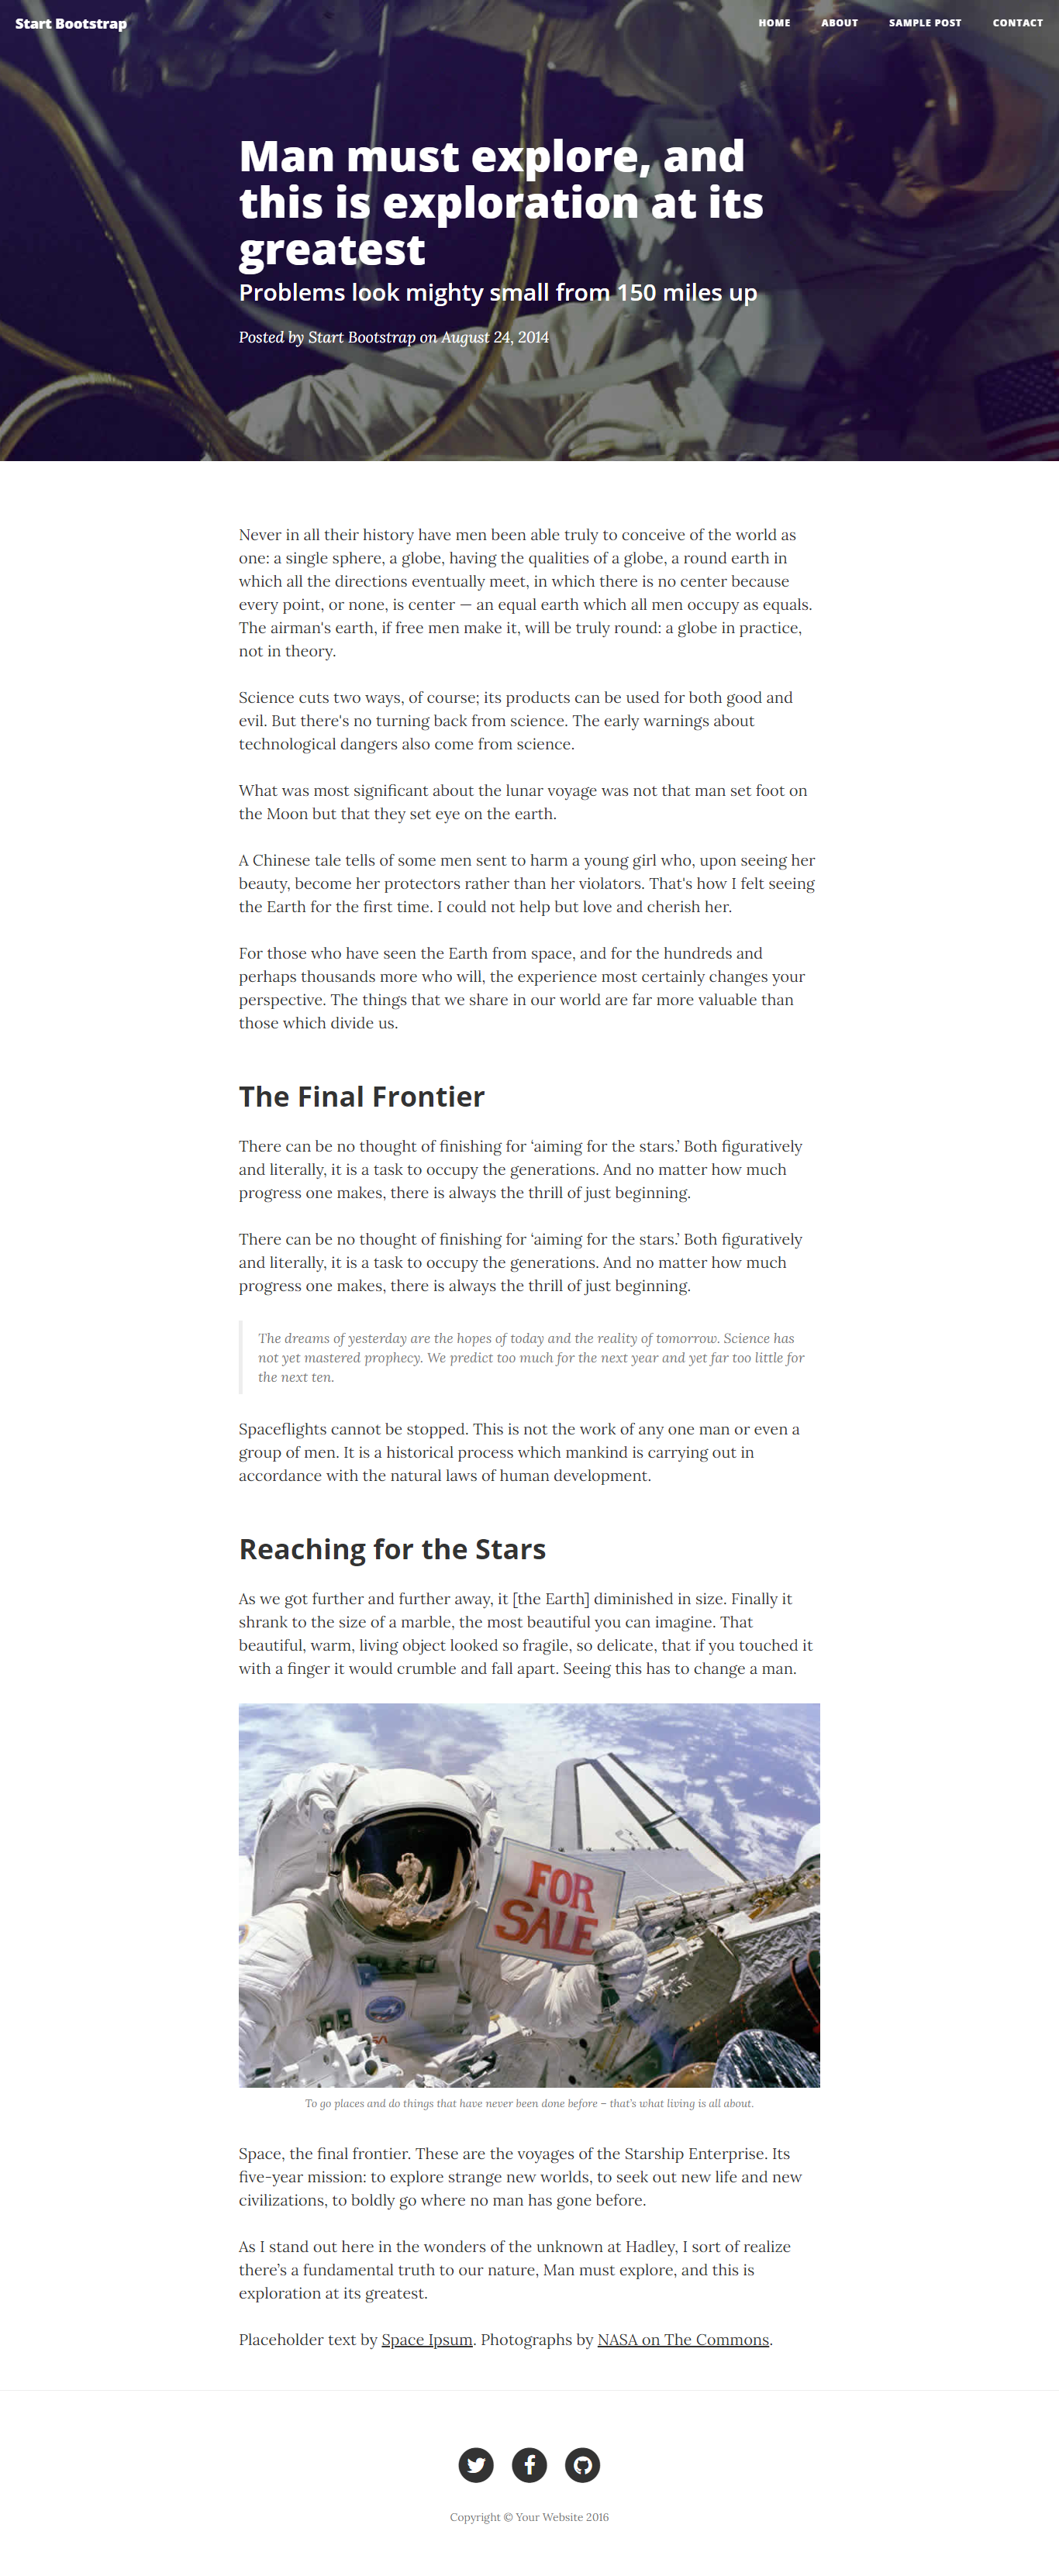 Start Bootstrap
HOME ABOUT SAMPLE POST CONTACT
Man must explore, and
this is exploration at its
greatest
Problems look mighty small from 150 miles up
Posted by Start Bootstrap on August 24, 2014
Never in all their history have men been able truly to conceive of the world as
one: a single sphere, a globe, having the qualities of a globe, a round earth in
which all the directions eventually meet, in which there is no center because
every point, or none, is center — an equal earth which all men occupy as equals.
The airman's earth, if free men make it, will be truly round: a globe in practice,
not in theory.
Science cuts two ways, of course; its products can be used for both good and
evil. But there's no turning back from science. The early warnings about
technological dangers also come from science.
What was most significant about the lunar voyage was not that man set foot on
the Moon but that they set eye on the earth.
A Chinese tale tells of some men sent to harm a young girl who, upon seeing her
beauty, become her protectors rather than her violators. That's how I felt seeing
the Earth for the first time. I could not help but love and cherish her.
For those who have seen the Earth from space, and for the hundreds and
perhaps thousands more who will, the experience most certainly changes your
perspective. The things that we share in our world are far more valuable than
those which divide us.
The Final Frontier
There can be no thought of finishing for ‘aiming for the stars.’ Both figuratively
and literally, it is a task to occupy the generations. And no matter how much
progress one makes, there is always the thrill of just beginning.
There can be no thought of finishing for ‘aiming for the stars.’ Both figuratively
and literally, it is a task to occupy the generations. And no matter how much
progress one makes, there is always the thrill of just beginning.
The dreams of yesterday are the hopes of today and the reality of tomorrow. Science has
not yet mastered prophecy. We predict too much for the next year and yet far too little for
the next ten.
Spaceflights cannot be stopped. This is not the work of any one man or even a
group of men. It is a historical process which mankind is carrying out in
accordance with the natural laws of human development.
Reaching for the Stars
As we got further and further away, it [the Earth] diminished in size. Finally it
shrank to the size of a marble, the most beautiful you can imagine. That
beautiful, warm, living object looked so fragile, so delicate, that if you touched it
with a finger it would crumble and fall apart. Seeing this has to change a man.
FOR
SALE
To go places and do things that have never been done before – that’s what living is all about.
Space, the final frontier. These are the voyages of the Starship Enterprise. Its
five-year mission: to explore strange new worlds, to seek out new life and new
civilizations, to boldly go where no man has gone before.
As I stand out here in the wonders of the unknown at Hadley, I sort of realize
there’s a fundamental truth to our nature, Man must explore, and this is
exploration at its greatest.
Placeholder text by Space Ipsum. Photographs by NASA on The Commons.
Copyright © Your Website 2016